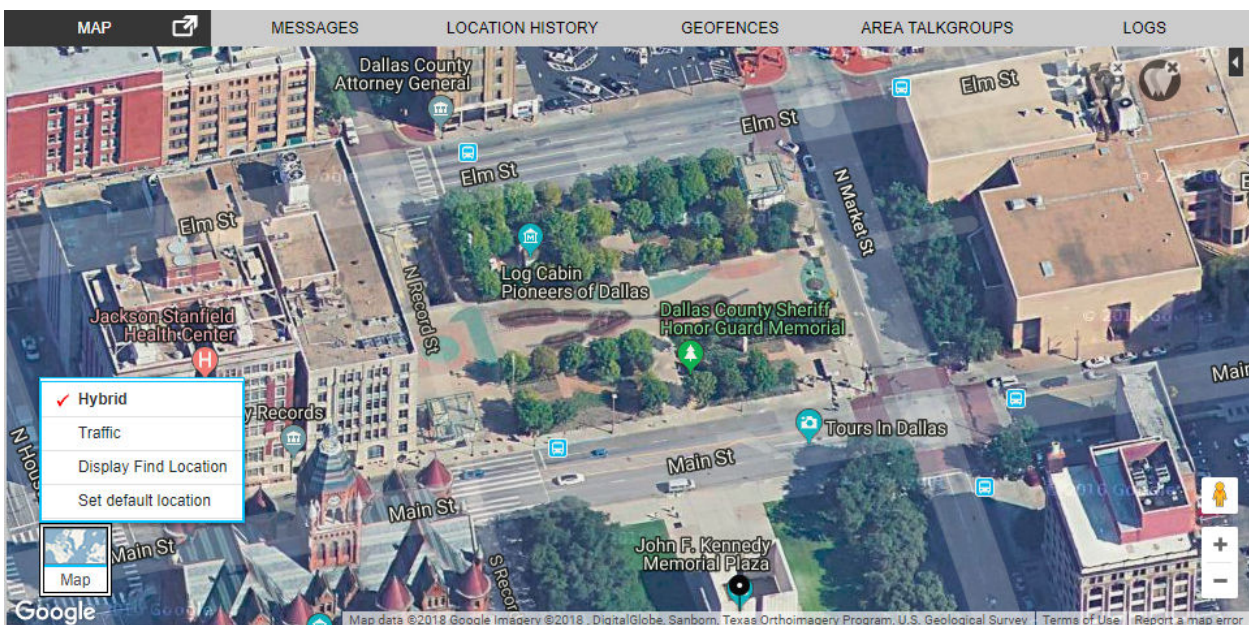 MAP
MESSAGES
LOCATION HISTORY
GEOFENCES
AREA TALKGROUPS
LOGS
Dallas County
Attorney General
Elm St
Elm St
Elm St
Elm St
N Market St
Log Cabin
Pioneers of Dallas
N Record St
Dallas County Sheriff
Honor Guard Memorial
Jackson Stanfield
Health Center
H
Hybrid
Traffic
Display Find Location
Set default location
y Records
N Hous
Main
Tours In Dallas
Main St
Main St
Main St
John F. Kennedy
Memorial Plaza
S Recor
Map
+
−
Google
Map data ©2018 Google Imagery ©2018 , DigitalGlobe, Sanborn, Texas Orthoimagery Program, U.S. Geological Survey
Terms of Use
Report a map error